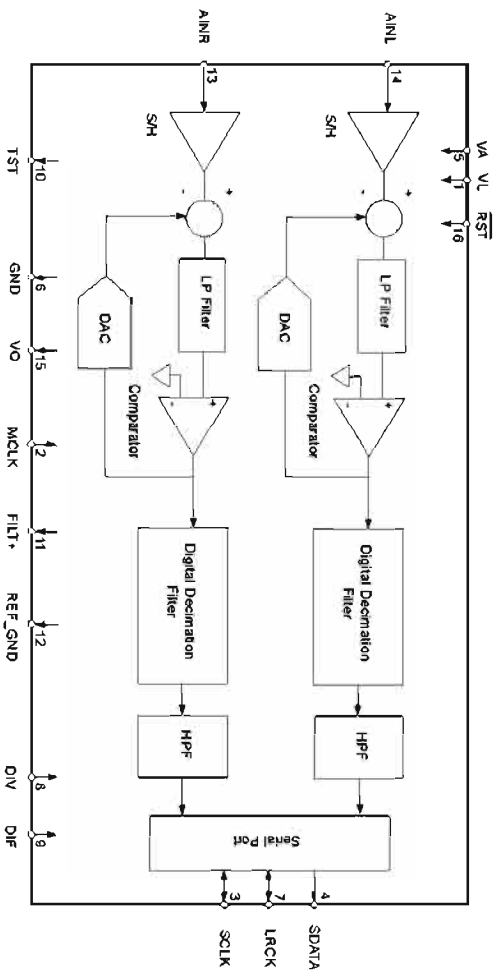 VA
VL
RST
5
1
16
AINL
14
S/H
+
-
LP Filter
DAC
+
-
Comparator
Digital Decimation
Filter
HPF
AINR
13
S/H
+
-
LP Filter
DAC
+
-
Comparator
Digital Decimation
Filter
HPF
Serial Port
4
SDATA
7
LRCK
3
SCLK
10
TST
6
GND
15
VQ
2
MCLK
11
FILT+
12
REF_GND
8
DIV
9
DIF